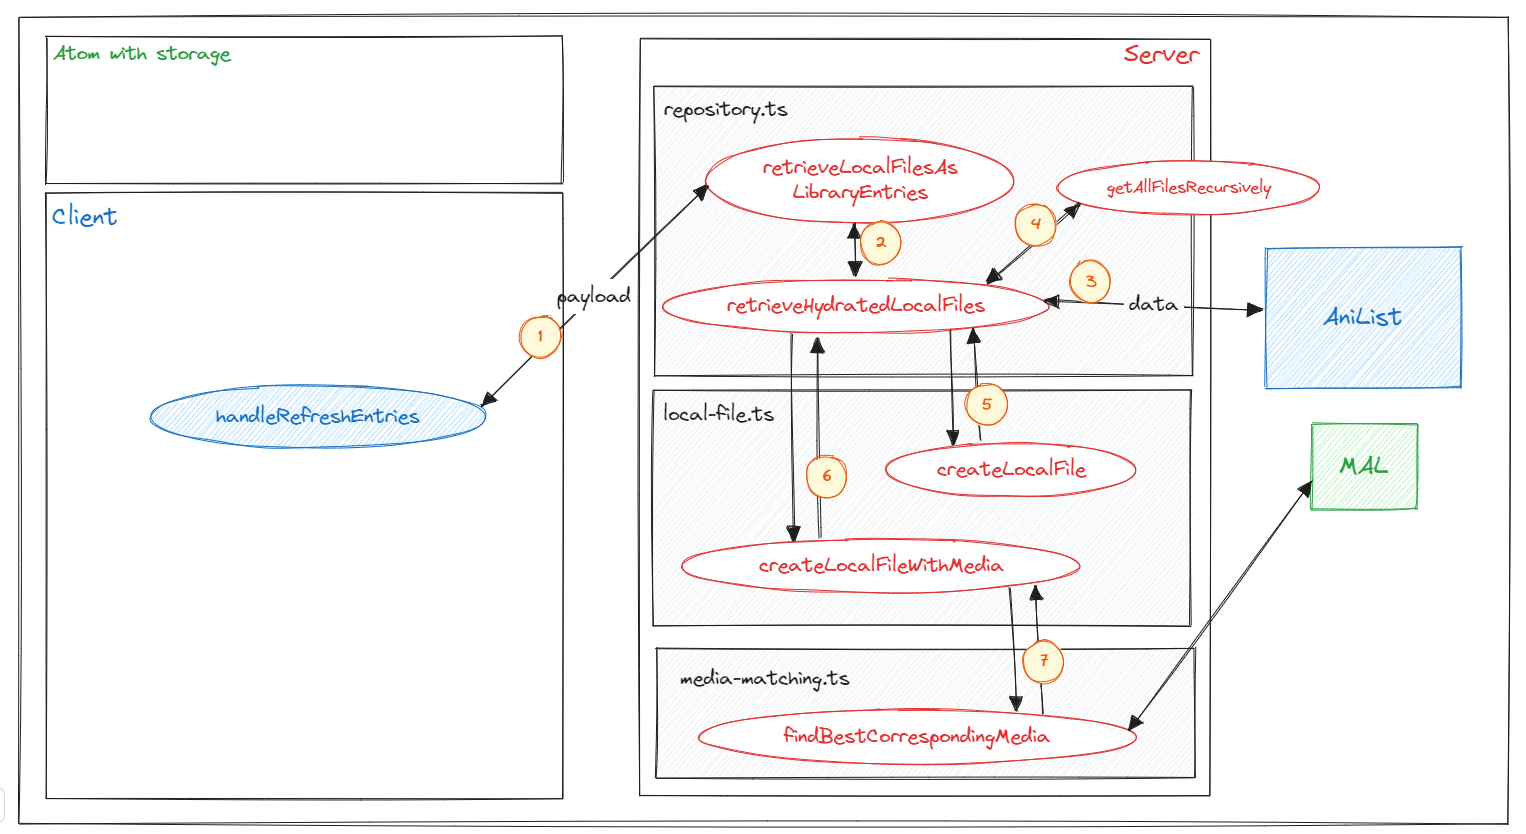 Atom with storage
Client
handleRefreshEntries
1
payload
Server
repository.ts
retrieveLocalFilesAs
LibraryEntries
2
getAllFilesRecursively
4
3
retrieveHydratedLocalFiles
data
AniList
local-file.ts
5
createLocalFile
6
createLocalFileWithMedia
MAL
7
media-matching.ts
findBestCorrespondingMedia